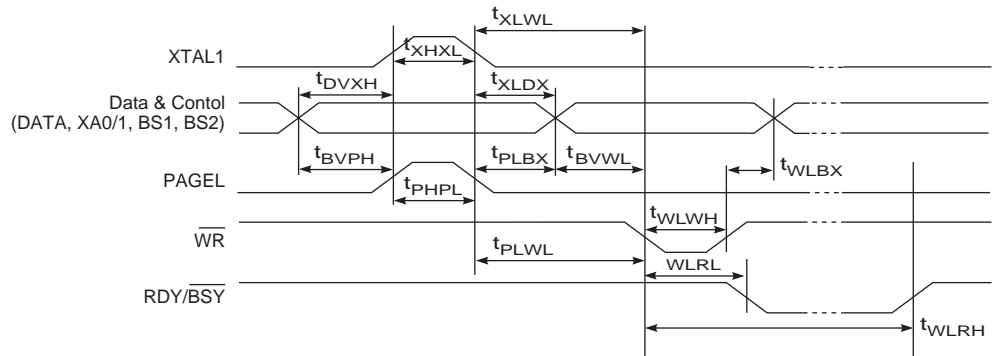 tXLWL
XTAL1
tXHXL
tDVXH
tXLDX
Data & Contol
(DATA, XA0/1, BS1, BS2)
tBVPH
tPLBX
tBVWL
tWLBX
PAGEL
tPHPL
tWLWH
WR
tPLWL
WLRL
RDY/BSY
tWLRH